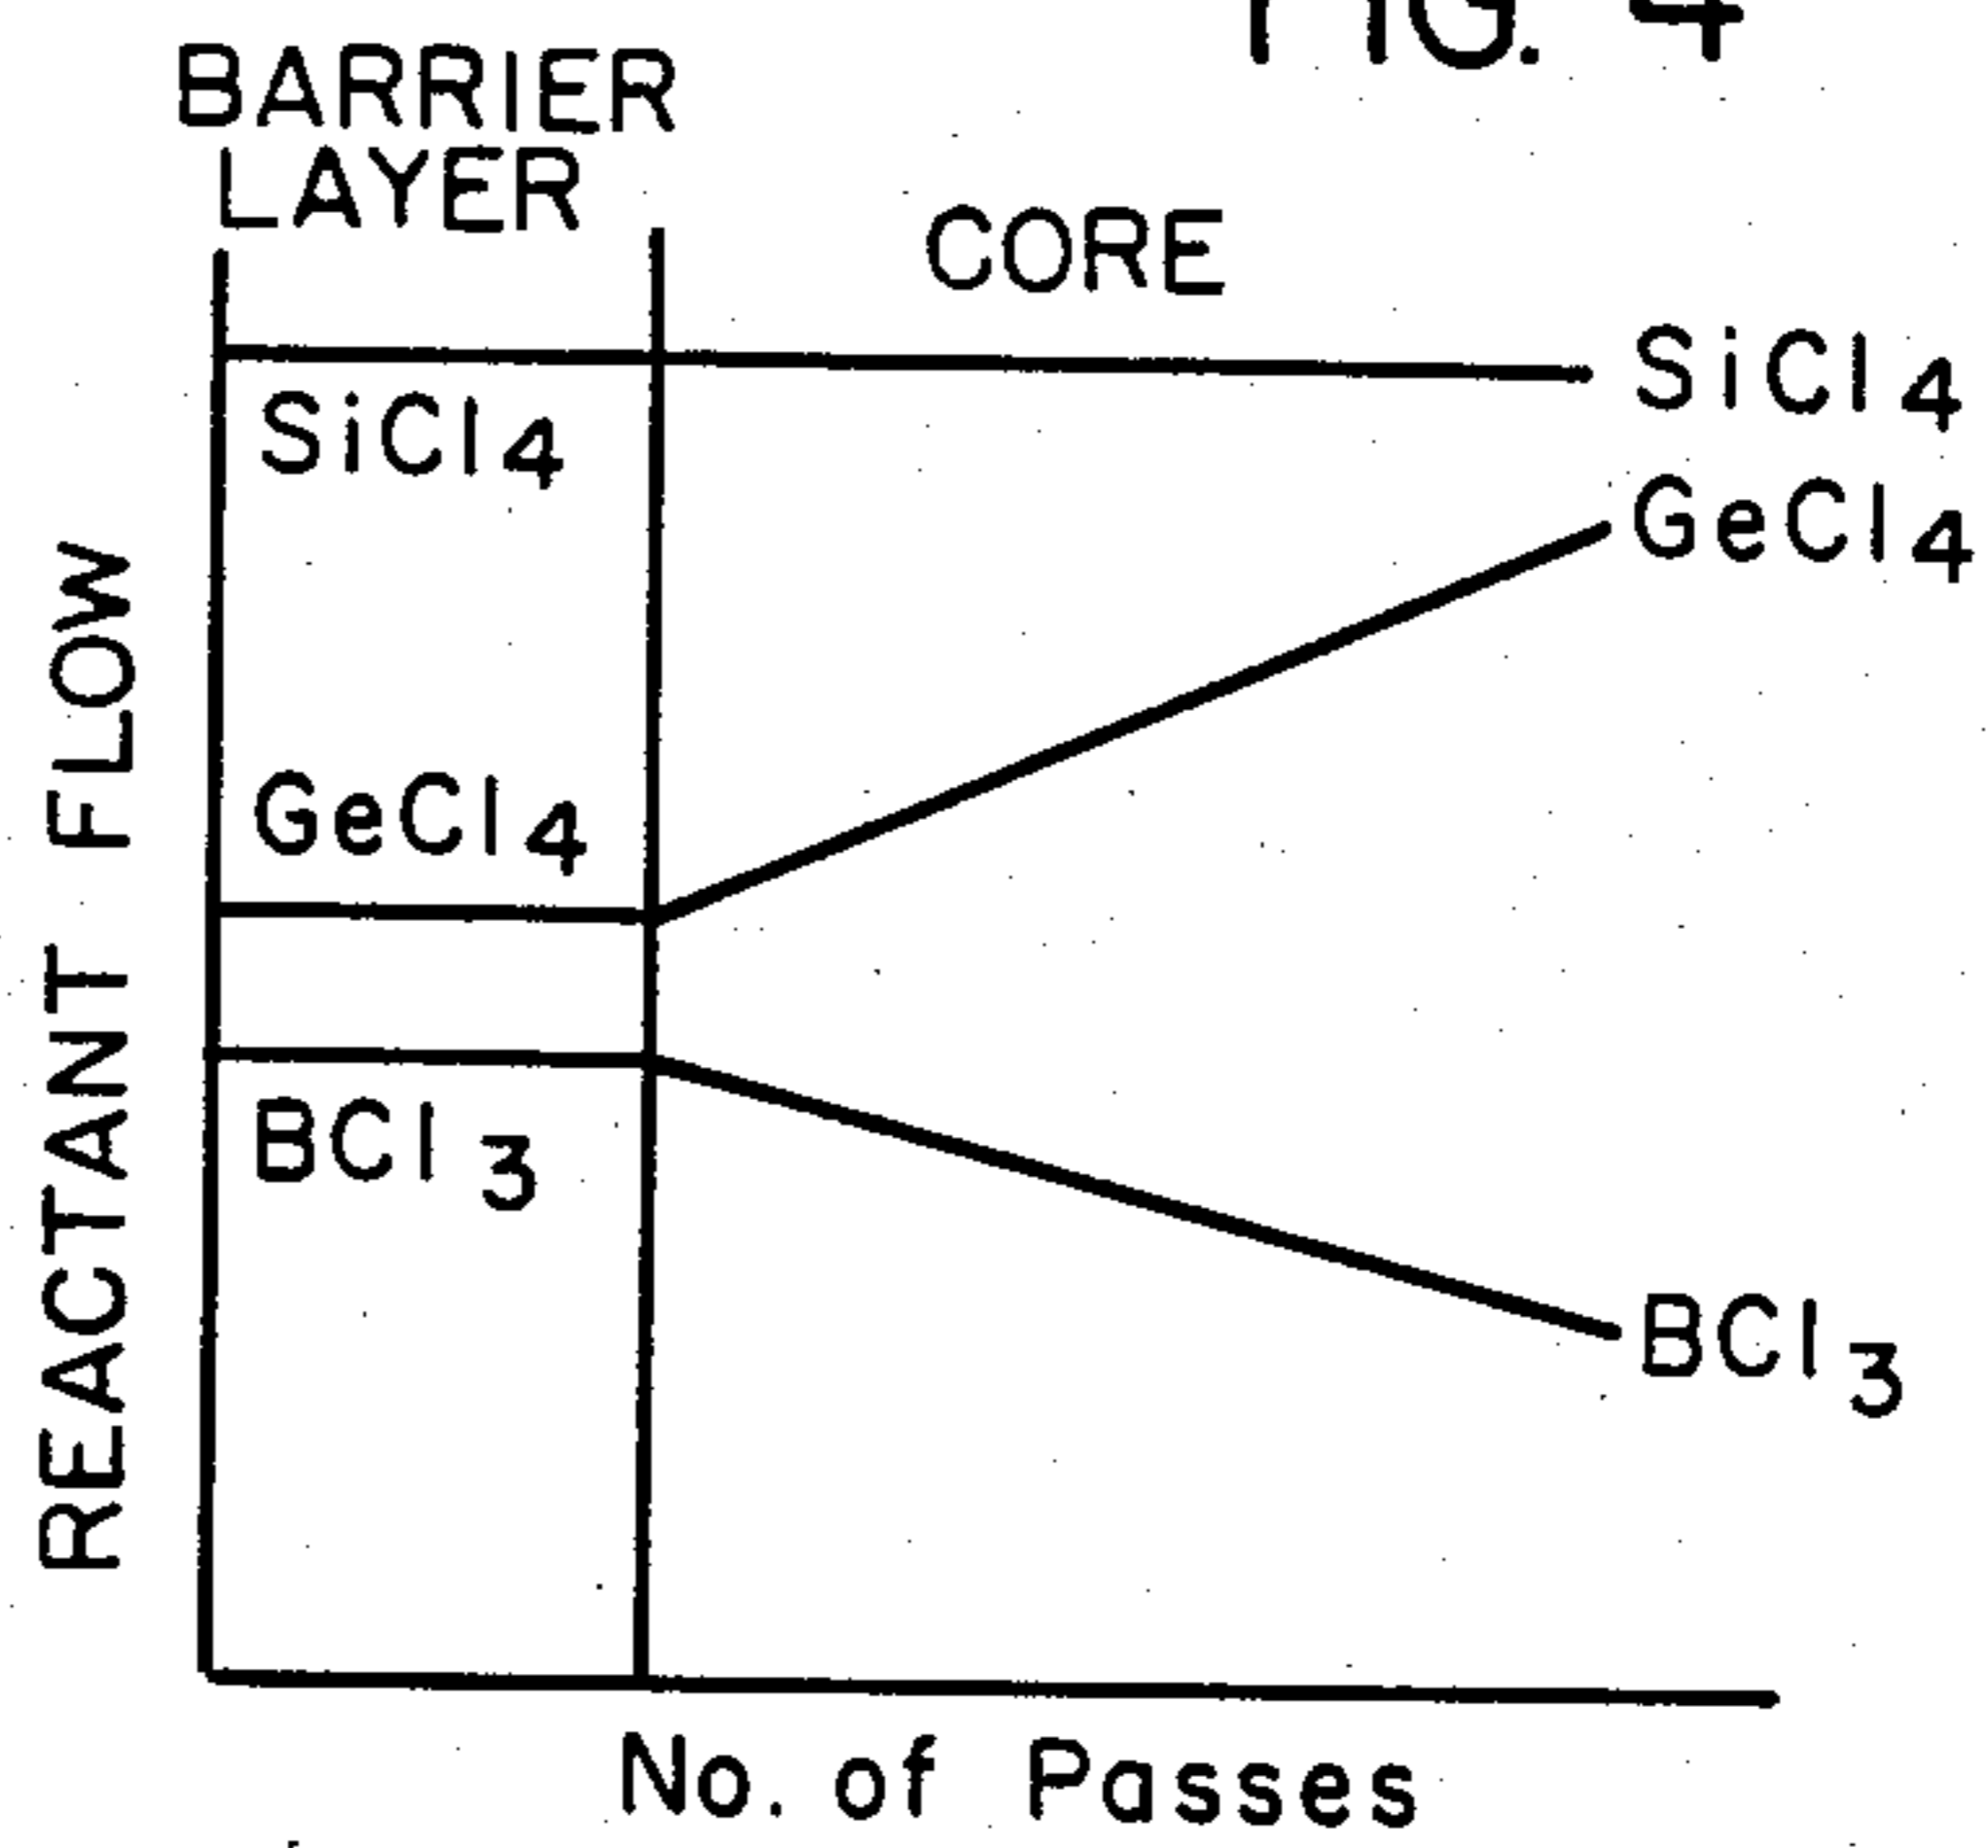 FIG. 4
BARRIER
LAYER
CORE
SiCl4
SiCl4
GeCl4
GeCl4
BCl3
BCl3
REACTANT FLOW
No. of Passes